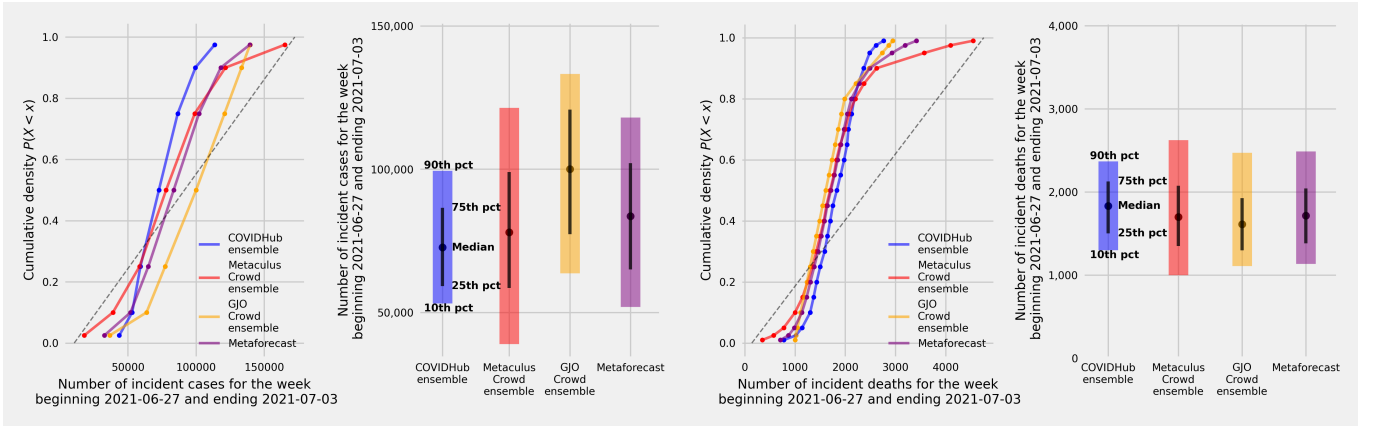 1.0
0.8
0.6
0.4
0.2
0.0
Cumulative density P(X < x)
COVIDHub
ensemble
Metaculus
Crowd
ensemble
GJO
Crowd
ensemble
Metaforecast
50000
100000
150000
Number of incident cases for the week
beginning 2021-06-27 and ending 2021-07-03
Number of incident cases for the week
beginning 2021-06-27 and ending 2021-07-03
150,000
100,000
50,000
90th pct
75th pct
Median
25th pct
10th pct
COVIDHub
ensemble
Metaculus
Crowd
ensemble
GJO
Crowd
ensemble
Metaforecast
1.0
0.8
0.6
0.4
0.2
0.0
Cumulative density P(X < x)
COVIDHub
ensemble
Metaculus
Crowd
ensemble
GJO
Crowd
ensemble
Metaforecast
0
1000
2000
3000
4000
Number of incident deaths for the week
beginning 2021-06-27 and ending 2021-07-03
Number of incident deaths for the week
beginning 2021-06-27 and ending 2021-07-03
4,000
3,000
2,000
1,000
0
90th pct
75th pct
Median
25th pct
10th pct
COVIDHub
ensemble
Metaculus
Crowd
ensemble
GJO
Crowd
ensemble
Metaforecast